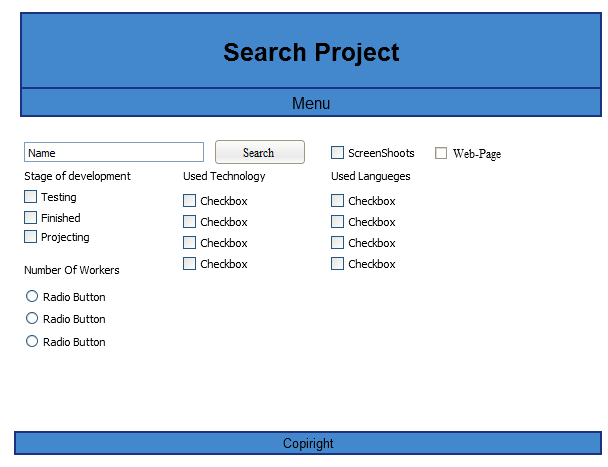 Search Project
Menu
Name
Search
ScreenShoots
Web-Page
Stage of development
Used Technology
Used Langueges
Testing
Checkbox
Checkbox
Finished
Checkbox
Checkbox
Projecting
Checkbox
Checkbox
Checkbox
Checkbox
Number Of Workers
Radio Button
Radio Button
Radio Button
Copiright